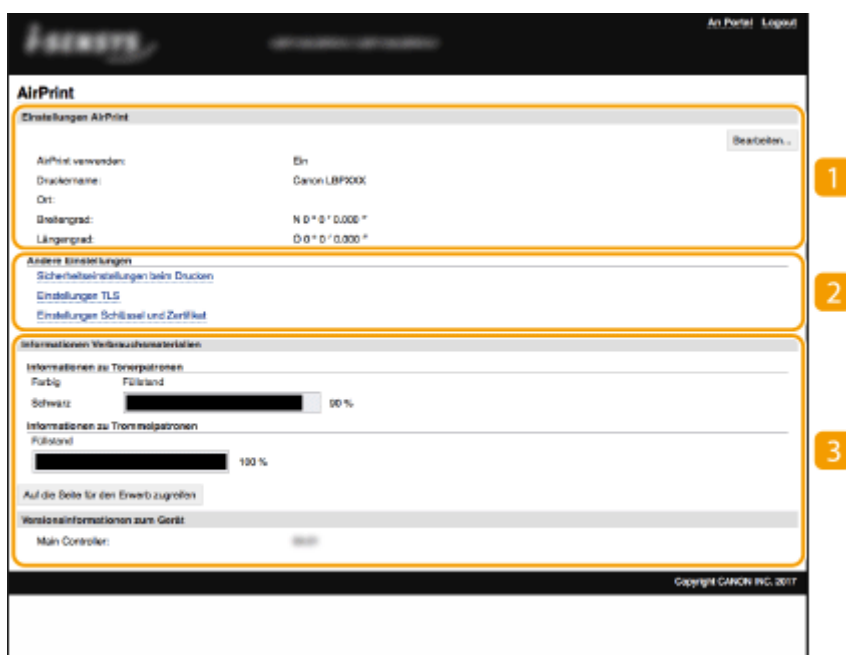 An Portal Logout
AirPrint
Einstellungen AirPrint
Bearbeiten...
AirPrint verwenden: Ein
Druckername: Canon LBPXXX
Ort:
Breitengrad: N 0 ° 0 ' 0.000 "
Längengrad: O 0 ° 0 ' 0.000 "
1
Andere Einstellungen
Sicherheitseinstellungen beim Drucken
Einstellungen TLS
Einstellungen Schlüssel und Zertifikat
2
Informationen Verbrauchsmaterialien
Informationen zu Tonerpatronen
Farbig Füllstand
Schwarz 90 %
Informationen zu Trommelpatronen
Füllstand
100 %
3
Auf die Seite für den Erwerb zugreifen
Versionsinformationen zum Gerät
Main Controller:
Copyright CANON INC. 2017